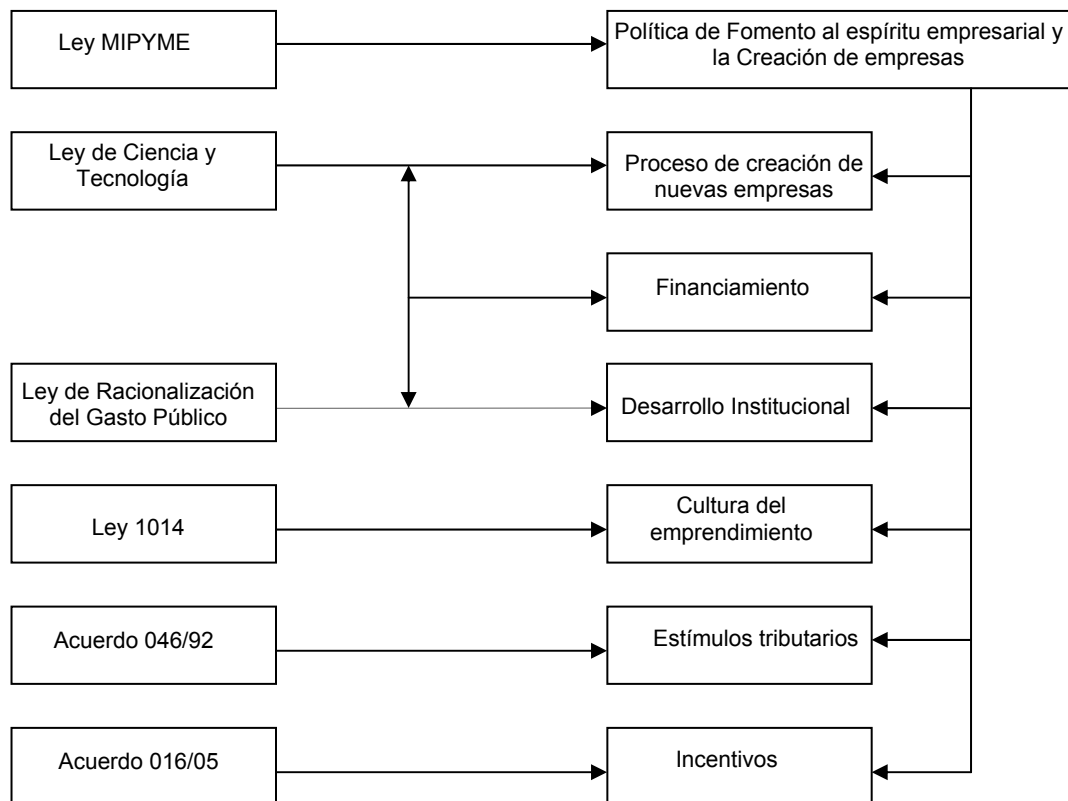 Ley MIPYME
Política de Fomento al espíritu empresarial y
la Creación de empresas
Ley de Ciencia y
Tecnología
Proceso de creación de
nuevas empresas
Financiamiento
Ley de Racionalización
del Gasto Público
Desarrollo Institucional
Ley 1014
Cultura del
emprendimiento
Acuerdo 046/92
Estímulos tributarios
Acuerdo 016/05
Incentivos